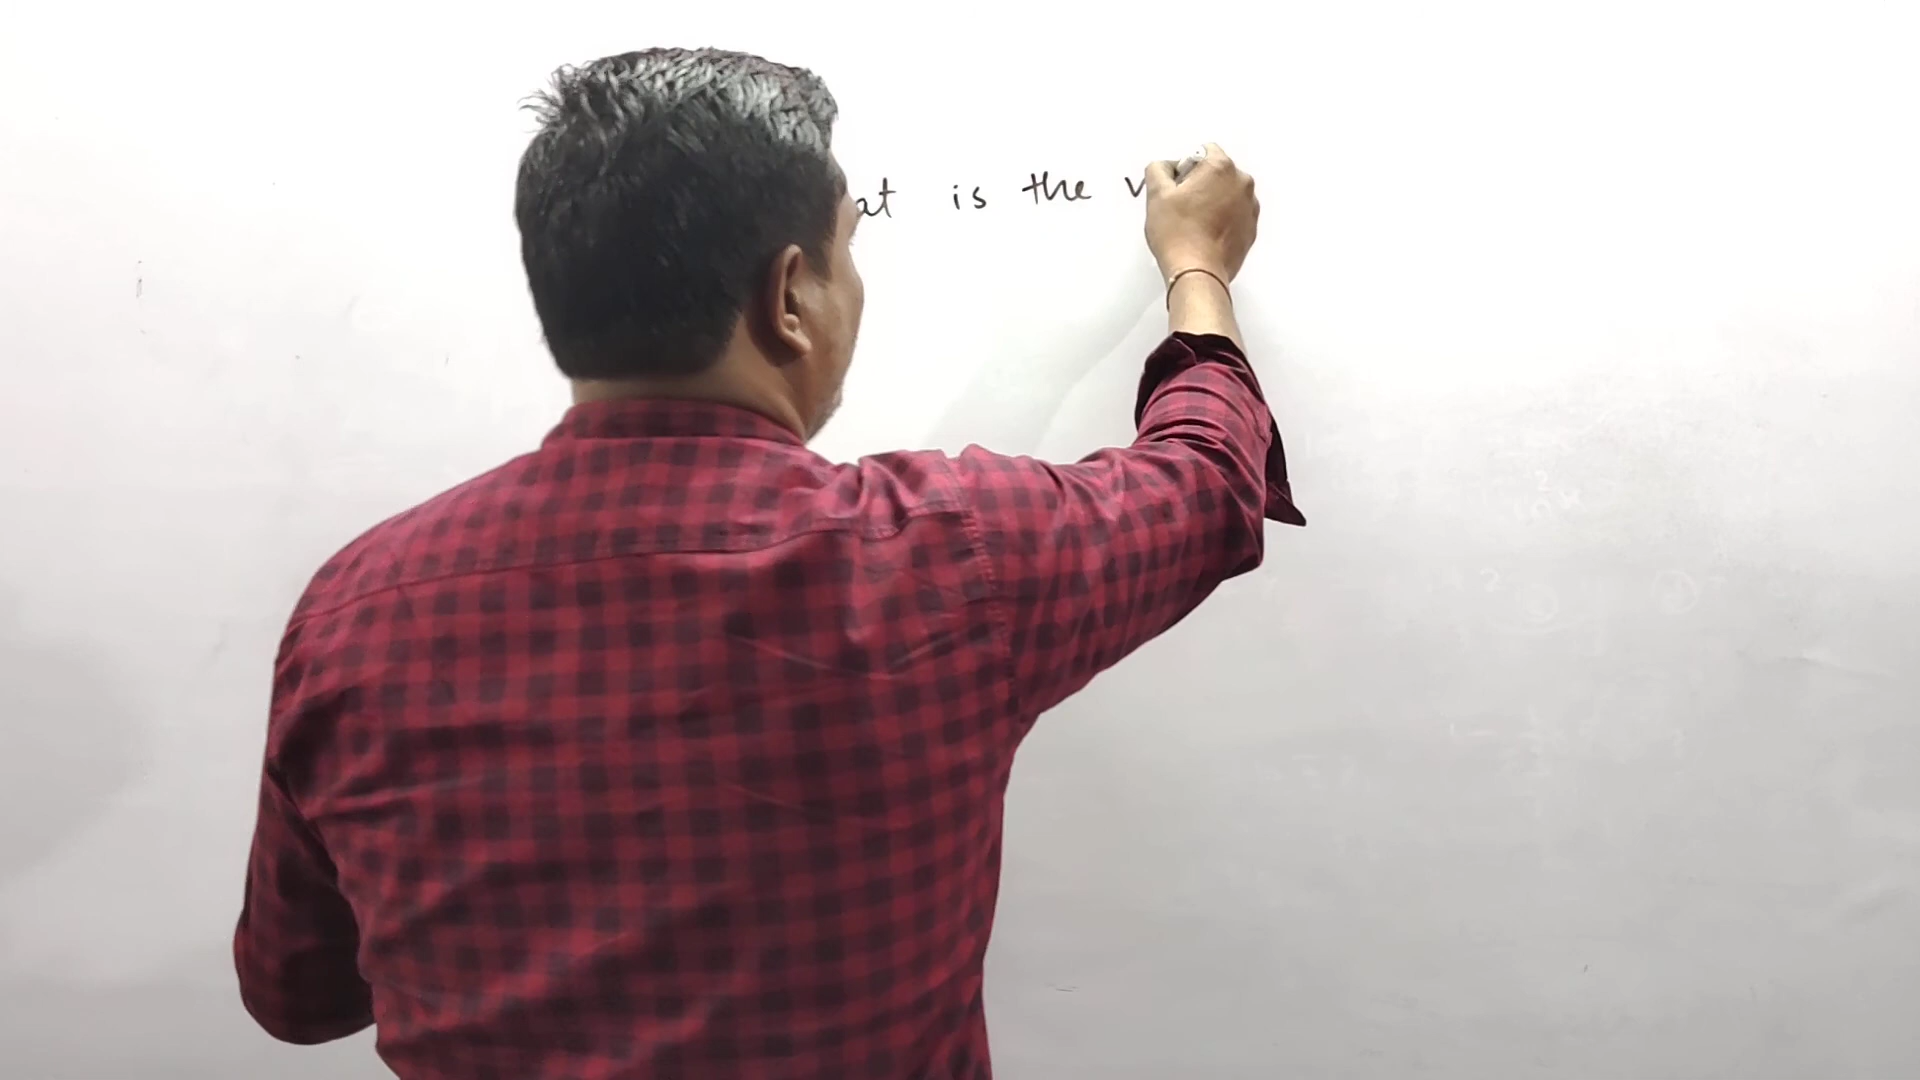 at is the v